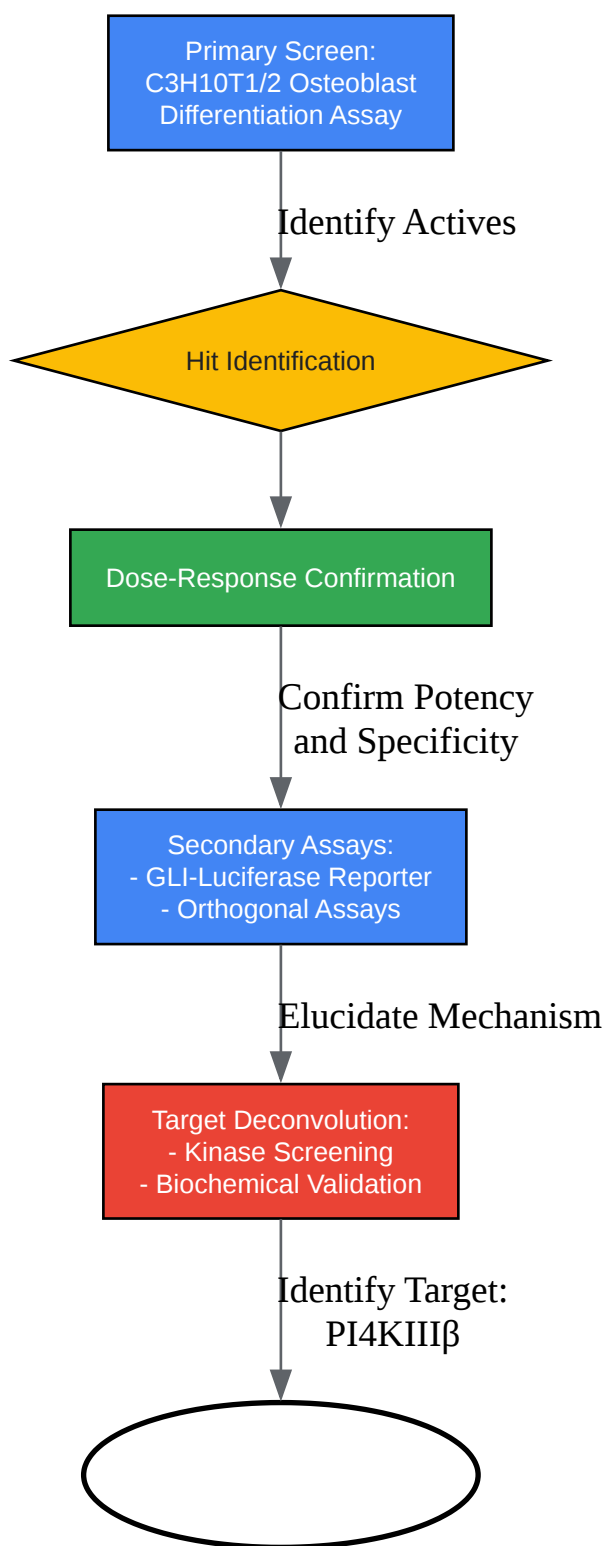 Primary Screen:
C3H10T1/2 Osteoblast
Differentiation Assay
Identify Actives
Hit Identification
Dose-Response Confirmation
Confirm Potency
and Specificity
Secondary Assays:
- GLI-Luciferase Reporter
- Orthogonal Assays
Elucidate Mechanism
Target Deconvolution:
- Kinase Screening
- Biochemical Validation
Identify Target:
PI4KIIIβ